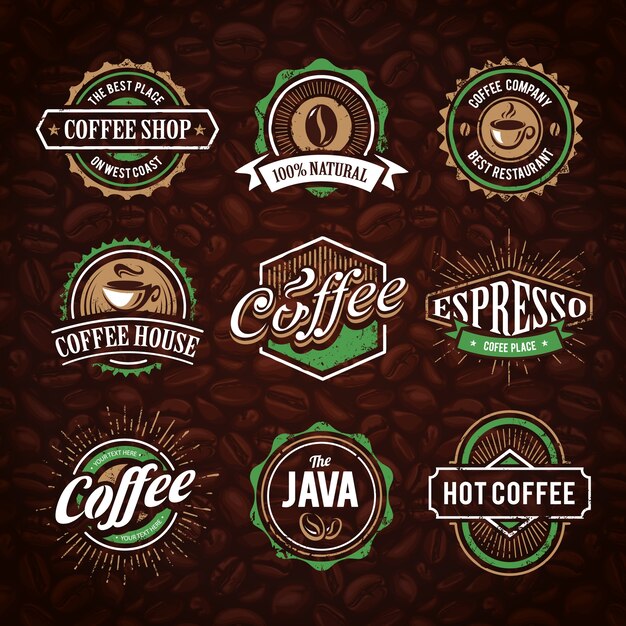 THE BEST PLACE
COFFEE SHOP
ON WEST COAST
100% NATURAL
COFFEE COMPANY
BEST RESTAURANT
COFFEE HOUSE
Coffee
ESPRESSO
COFEE PLACE
YOUR TEXT HERE
Coffee
YOUR TEXT HERE
The
JAVA
HOT COFFEE